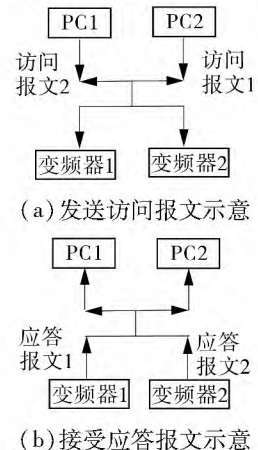 PC1 PC2
访问 访问
报文2 报文1
变频器1 变频器2
(a)发送访问报文示意
PC1 PC2
应答 应答
报文1 报文2
变频器1 变频器2
(b)接受应答报文示意